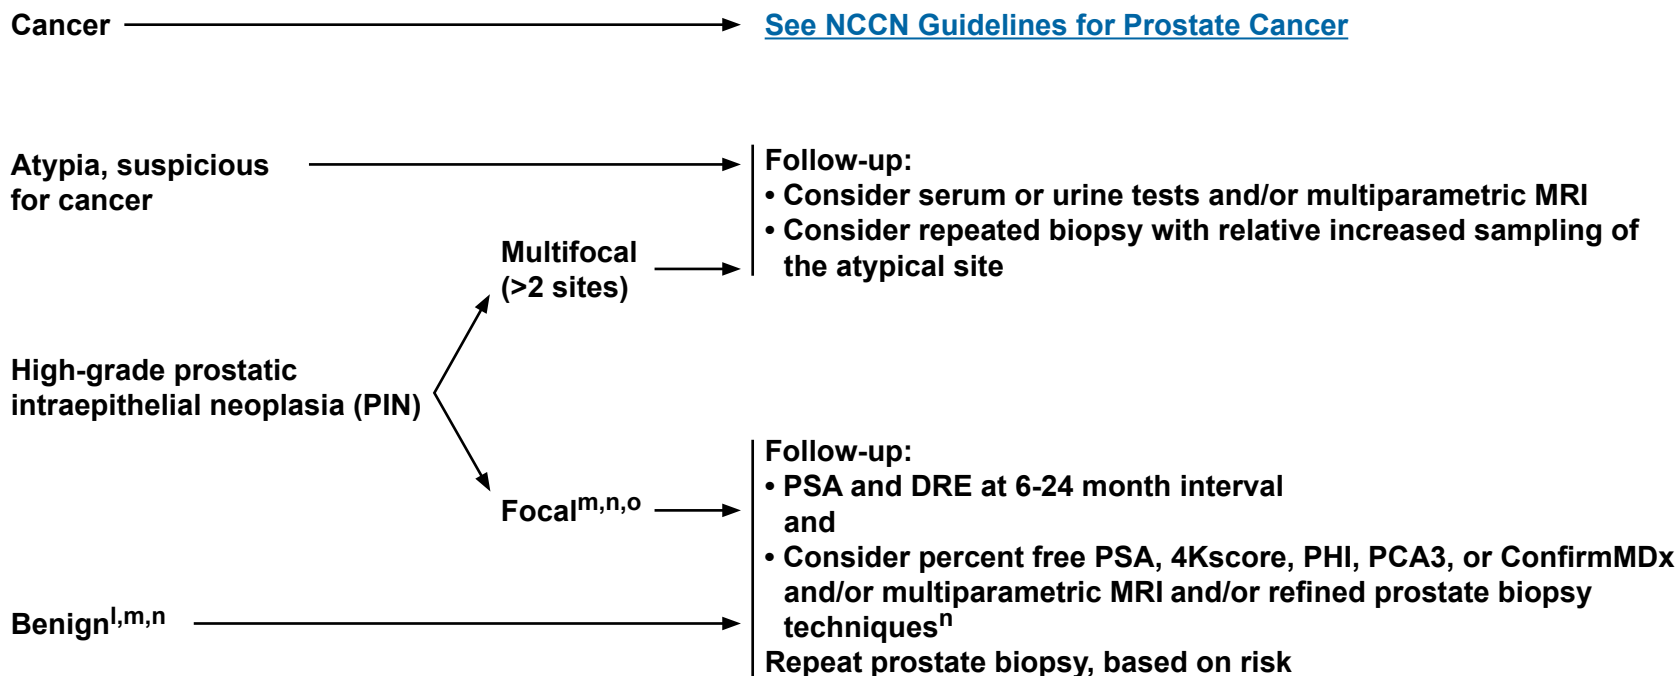 Cancer
See NCCN Guidelines for Prostate Cancer
Atypia, suspicious
for cancer
Follow-up:
• Consider serum or urine tests and/or multiparametric MRI
• Consider repeated biopsy with relative increased sampling of
the atypical site
Multifocal
(>2 sites)
High-grade prostatic
intraepithelial neoplasia (PIN)
Focalm,n,o
Follow-up:
• PSA and DRE at 6-24 month interval
and
• Consider percent free PSA, 4Kscore, PHI, PCA3, or ConfirmMDx
and/or multiparametric MRI and/or refined prostate biopsy
techniquesn
Repeat prostate biopsy, based on risk
Benignl,m,n